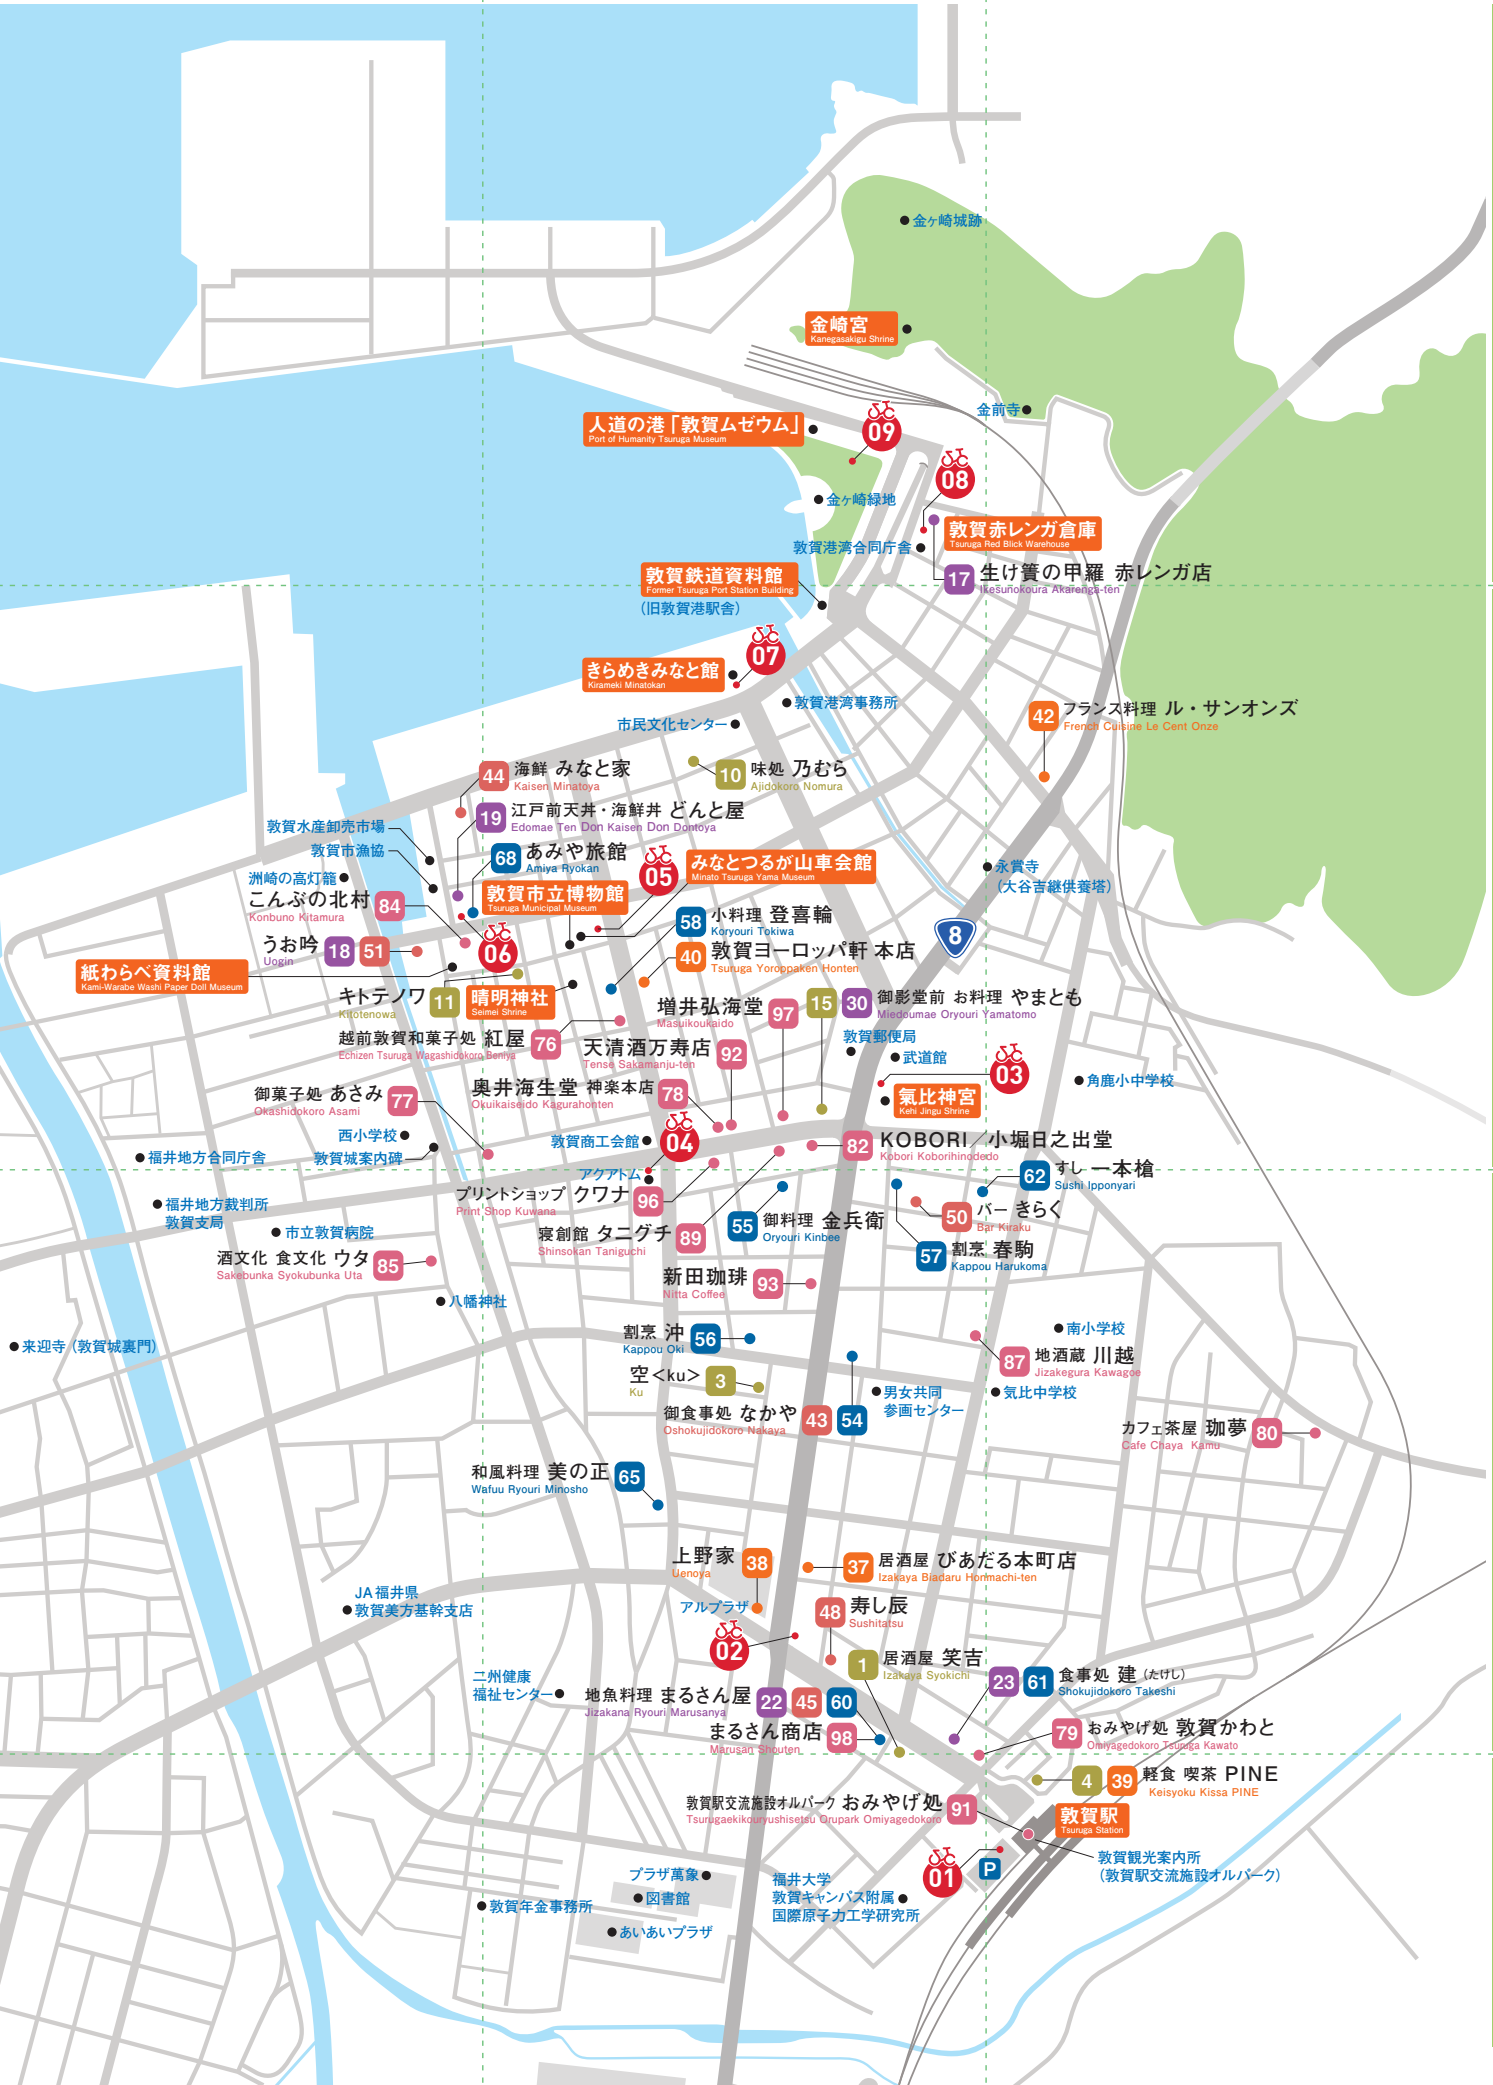 金ヶ崎城跡
金崎宮
Kanegasakigu Shrine
金前寺
人道の港「敦賀ムゼウム」
Port of Humanity Tsuruga Museum
09
08
金ヶ崎緑地
敦賀赤レンガ倉庫
Tsuruga Red Blick Warehouse
敦賀港湾合同庁舎
17
生け簀の甲羅 赤レンガ店
Ikesunokoura Akarenga-ten
敦賀鉄道資料館
Former Tsuruga Port Station Building
(旧敦賀港駅舎)
07
きらめきみなと館
Kirameki Minatokan
敦賀港湾事務所
市民文化センター
42
フランス料理 ル・サンオンズ
French Cuisine Le Cent Onze
44
海鮮 みなと家
Kaisen Minatoya
10
味処 乃むら
Ajidokoro Nomura
19
江戸前天丼・海鮮丼 どんと屋
Edomae Ten Don Kaisen Don Dontoya
敦賀水産卸売市場
敦賀市漁協
68
あみや旅館
Amiya Ryokan
05
みなとつるが山車会館
Minato Tsuruga Yama Museum
永賞寺
(大谷吉継供養塔)
洲崎の高灯籠
こんぶの北村
Konbuno Kitamura
84
敦賀市立博物館
Tsuruga Municipal Museum
58
小料理 登喜輪
Koryouri Tokiwa
8
うお吟
Uogin
18
51
06
40
敦賀ヨーロッパ軒 本店
Tsuruga Yoroppaken Honten
紙わらべ資料館
Kami-Warabe Washi Paper Doll Museum
キトテノワ
Kitotenowa
11
晴明神社
Seimei Shrine
増井弘海堂
Masuikoukaido
97
15
30
御影堂前 お料理 やまとも
Miedoumae Oryouri Yamatomo
越前敦賀和菓子処 紅屋
Echizen Tsuruga Wagashidokoro Beniya
76
天清酒万寿店
Tense Sakamanju-ten
92
敦賀郵便局
武道館
03
角鹿小中学校
御菓子処 あさみ
Okashidokoro Asami
77
奥井海生堂 神楽本店
Okuikaiseido Kagurahonten
78
氣比神宮
Kehi Jingu Shrine
西小学校
敦賀商工会館
04
82
KOBORI 小堀日之出堂
Kobori Koborihinodedo
福井地方合同庁舎
敦賀城案内碑
アクアトム
62
すし 一本槍
Sushi Ipponyari
プリントショップ クワナ
Print Shop Kuwana
96
福井地方裁判所
敦賀支局
55
御料理 金兵衛
Oryouri Kinbee
50
バー きらく
Bar Kiraku
市立敦賀病院
寝創館 タニグチ
Shinsokan Taniguchi
89
57
割烹 春駒
Kappou Harukoma
酒文化 食文化 ウタ
Sakebunka Syokubunka Uta
85
新田珈琲
Nitta Coffee
93
八幡神社
来迎寺(敦賀城裏門)
割烹 沖
Kappou Oki
56
南小学校
87
地酒蔵 川越
Jizakegura Kawagoe
空<ku>
Ku
3
男女共同
参画センター
気比中学校
御食事処 なかや
Oshokujidokoro Nakaya
43
54
カフェ茶屋 珈夢
Cafe Chaya Kamu
80
和風料理 美の正
Wafuu Ryouri Minosho
65
上野家
Uenoya
38
37
居酒屋 びあだる本町店
Izakaya Biadaru Honmachi-ten
JA福井県
敦賀美方基幹支店
アルプラザ
48
寿し辰
Sushitatsu
02
1
居酒屋 笑吉
Izakaya Syokichi
二州健康
福祉センター
地魚料理 まるさん屋
Jizakana Ryouri Marusanya
22
45
60
23
61
食事処 建 (たけし)
Shokujidokoro Takeshi
まるさん商店
Marusan Shouten
98
79
おみやげ処 敦賀かわと
Omiyagedokoro Tsuruga Kawato
4
39
軽食 喫茶 PINE
Keisyoku Kissa PINE
敦賀駅交流施設オルパーク おみやげ処
Tsurugaekikouryushisetsu Orupark Omiyagedokoro
91
敦賀駅
Tsuruga Station
敦賀観光案内所
(敦賀駅交流施設オルパーク)
01
P
プラザ萬象
図書館
敦賀年金事務所
あいあいプラザ
福井大学
敦賀キャンパス附属
国際原子力工学研究所